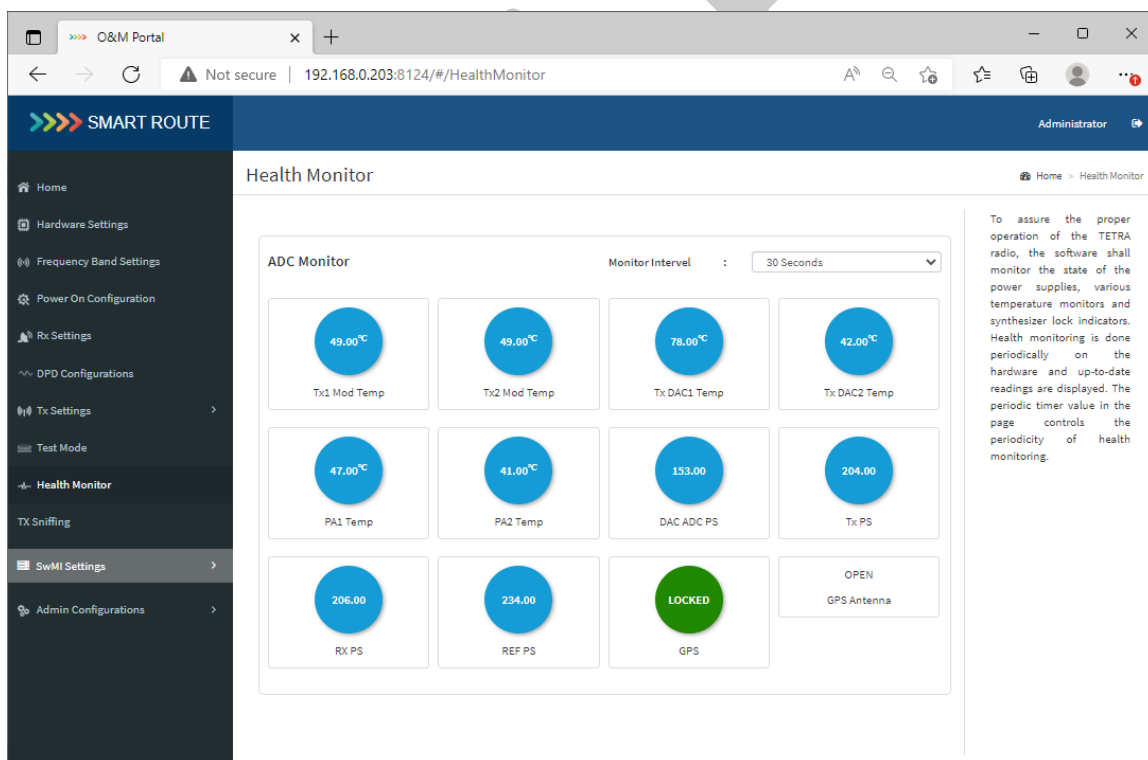 O&M Portal
Not secure
192.168.0.203:8124/#/HealthMonitor
SMART ROUTE
Administrator
Home
Hardware Settings
Frequency Band Settings
Power On Configuration
Rx Settings
DPD Configurations
Tx Settings
Test Mode
Health Monitor
TX Sniffing
SwMI Settings
Admin Configurations
Health Monitor
Home > Health Monitor
ADC Monitor
Monitor Intervel : 30 Seconds
49.00℃
Tx1 Mod Temp
49.00℃
Tx2 Mod Temp
78.00℃
Tx DAC1 Temp
42.00℃
Tx DAC2 Temp
47.00℃
PA1 Temp
41.00℃
PA2 Temp
153.00
DAC ADC PS
204.00
Tx PS
206.00
RX PS
234.00
REF PS
LOCKED
GPS
OPEN
GPS Antenna
To assure the proper
operation of the TETRA
radio, the software shall
monitor the state of the
power supplies, various
temperature monitors and
synthesizer lock indicators.
Health monitoring is done
periodically on the
hardware and up-to-date
readings are displayed. The
periodic timer value in the
page controls the
periodicity of health
monitoring.